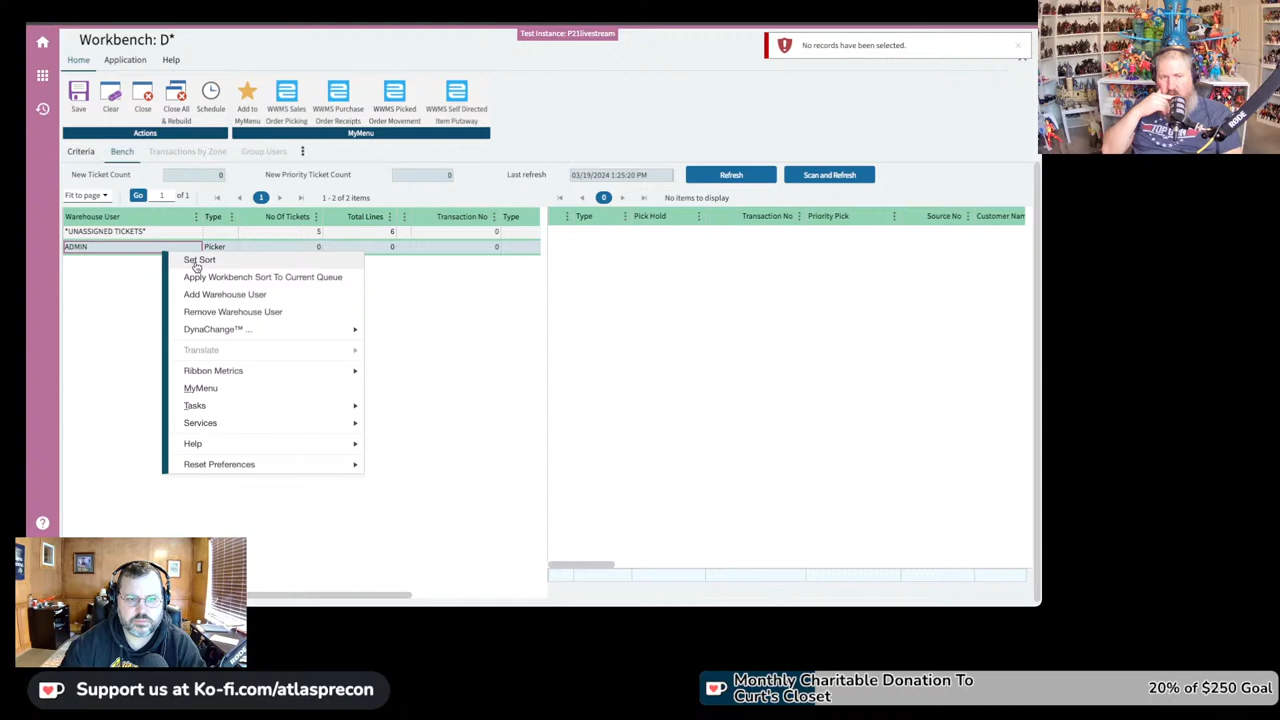 Test Instance: P21livestream
Workbench: D*
No records have been selected.
Home
Application
Help
Save
Clear
Close
Close All & Rebuild
Schedule
Add to MyMenu
WWMS Sales Order Picking
WWMS Purchase Order Receipts
WWMS Picked Order Movement
WWMS Self Directed Item Putaway
Actions
MyMenu
Criteria
Bench
Transactions by Zone
Group Users
New Ticket Count
0
New Priority Ticket Count
0
Last refresh
03/19/2024 1:25:20 PM
Refresh
Scan and Refresh
Fit to page
Go
1
of 1
1
1 - 2 of 2 items
0
No items to display
Warehouse User
Type
No Of Tickets
Total Lines
Transaction No
Type
Type
Pick Hold
Transaction No
Priority Pick
Source No
Customer Nam
*UNASSIGNED TICKETS*
5
6
0
ADMIN
Picker
0
0
0
Set Sort
Apply Workbench Sort To Current Queue
Add Warehouse User
Remove Warehouse User
DynaChange™ ...
Translate
Ribbon Metrics
MyMenu
Tasks
Services
Help
Reset Preferences
TOP GUN
RODE
RODE
Support us at Ko-fi.com/atlasprecon
Monthly Charitable Donation To
Curt's Closet
20% of $250 Goal